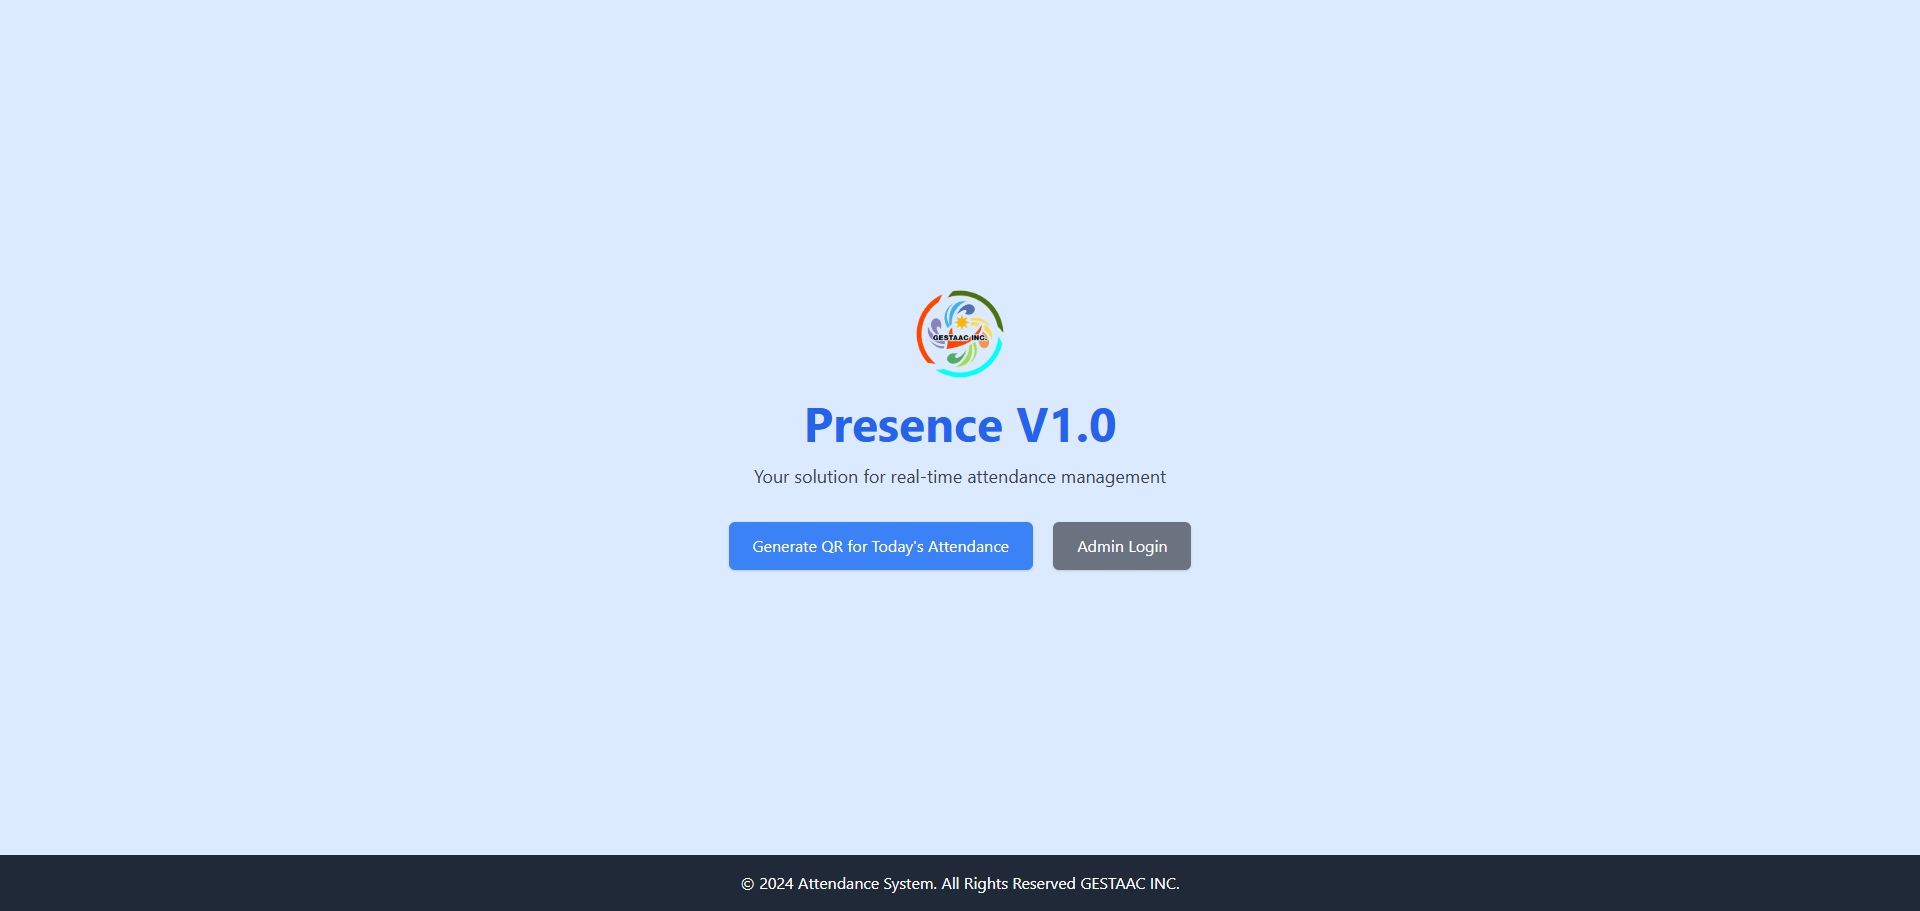 GESTAAC INC.
Presence V1.0
Your solution for real-time attendance management
Generate QR for Today's Attendance
Admin Login
© 2024 Attendance System. All Rights Reserved GESTAAC INC.